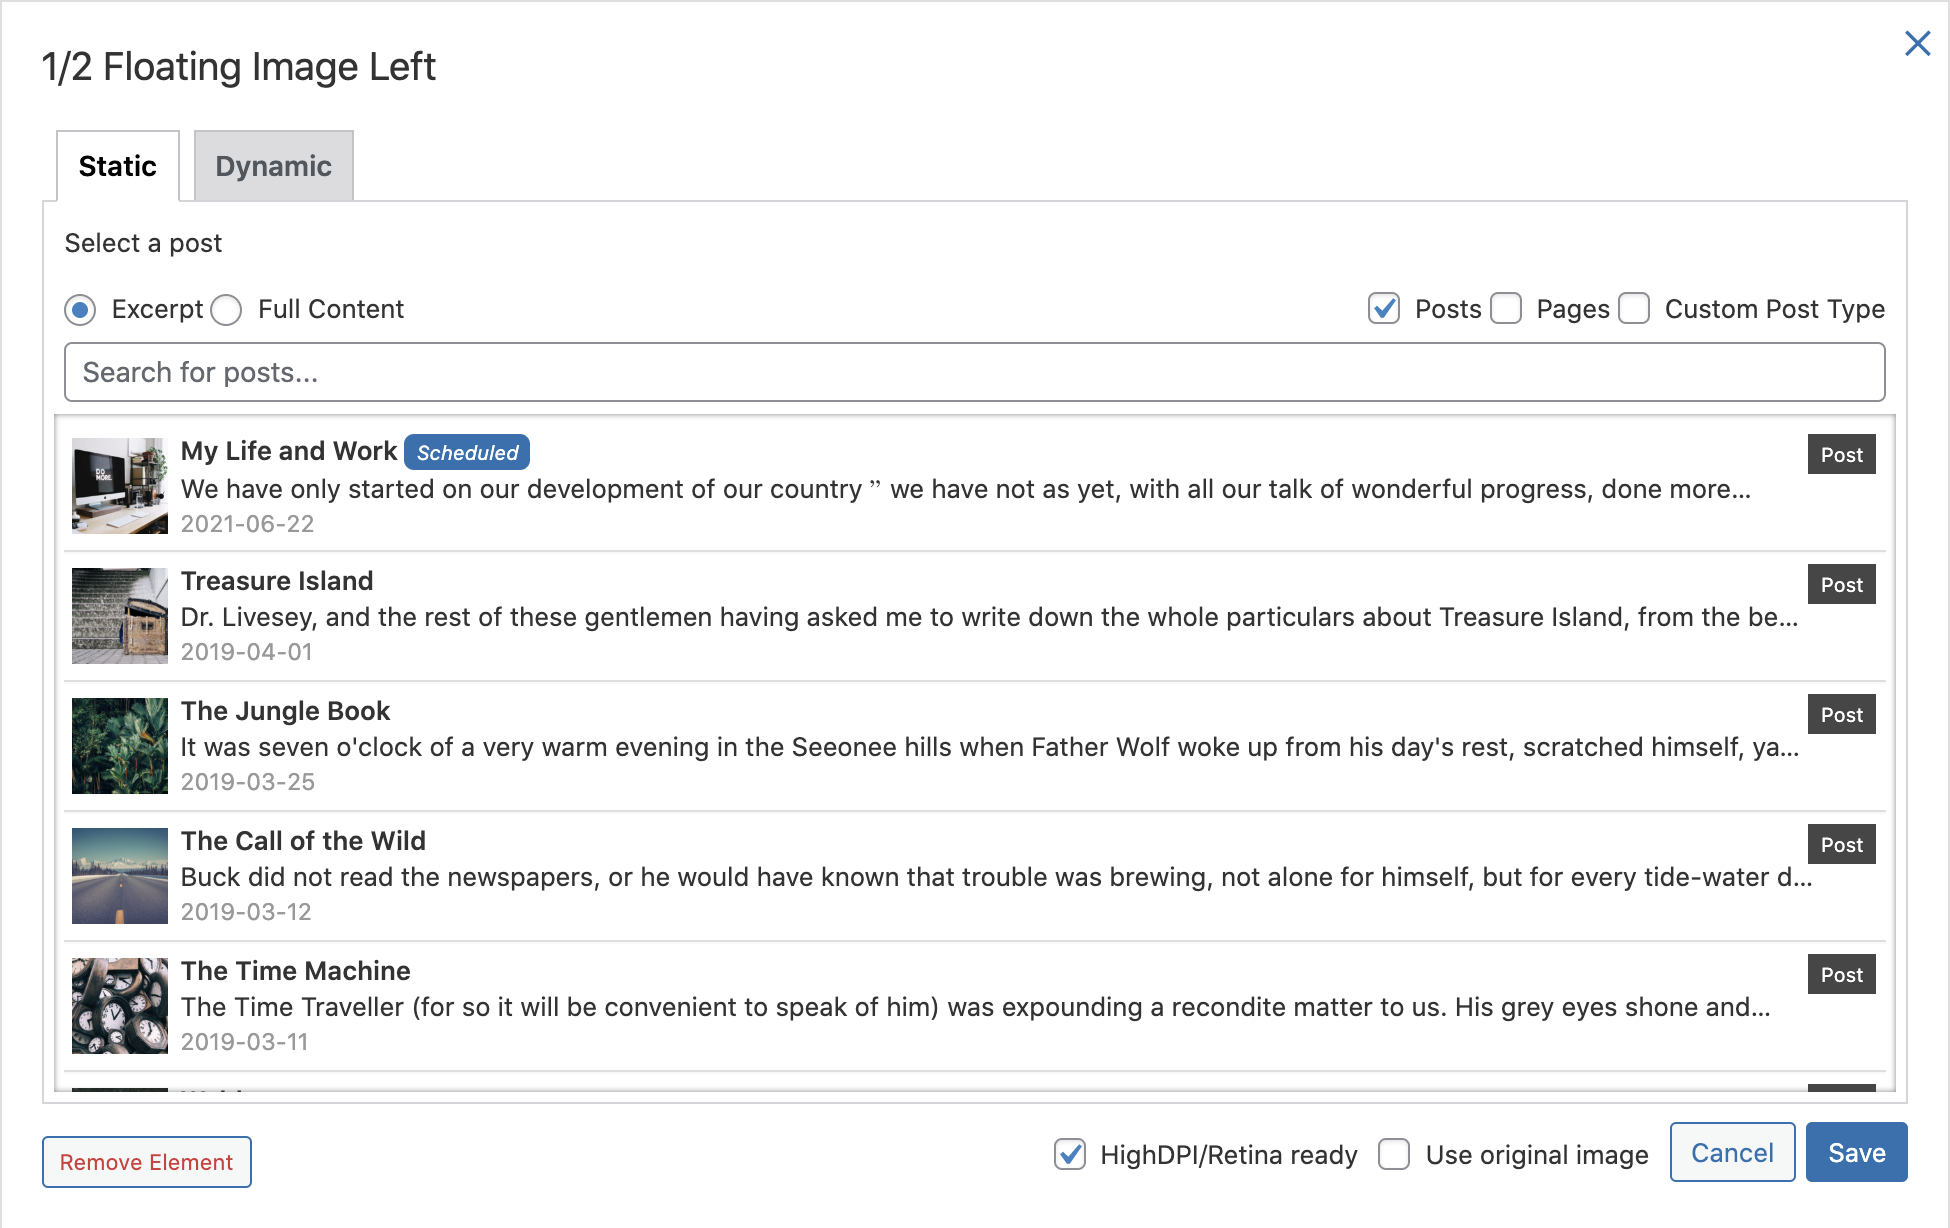 1/2 Floating Image Left
Static Dynamic
Select a post
Excerpt Full Content Posts Pages Custom Post Type
Search for posts...
My Life and Work Scheduled Post
We have only started on our development of our country ” we have not as yet, with all our talk of wonderful progress, done more...
2021-06-22
Treasure Island Post
Dr. Livesey, and the rest of these gentlemen having asked me to write down the whole particulars about Treasure Island, from the be...
2019-04-01
The Jungle Book Post
It was seven o'clock of a very warm evening in the Seeonee hills when Father Wolf woke up from his day's rest, scratched himself, ya...
2019-03-25
The Call of the Wild Post
Buck did not read the newspapers, or he would have known that trouble was brewing, not alone for himself, but for every tide-water d...
2019-03-12
The Time Machine Post
The Time Traveller (for so it will be convenient to speak of him) was expounding a recondite matter to us. His grey eyes shone and...
2019-03-11
Remove Element HighDPI/Retina ready Use original image Cancel Save